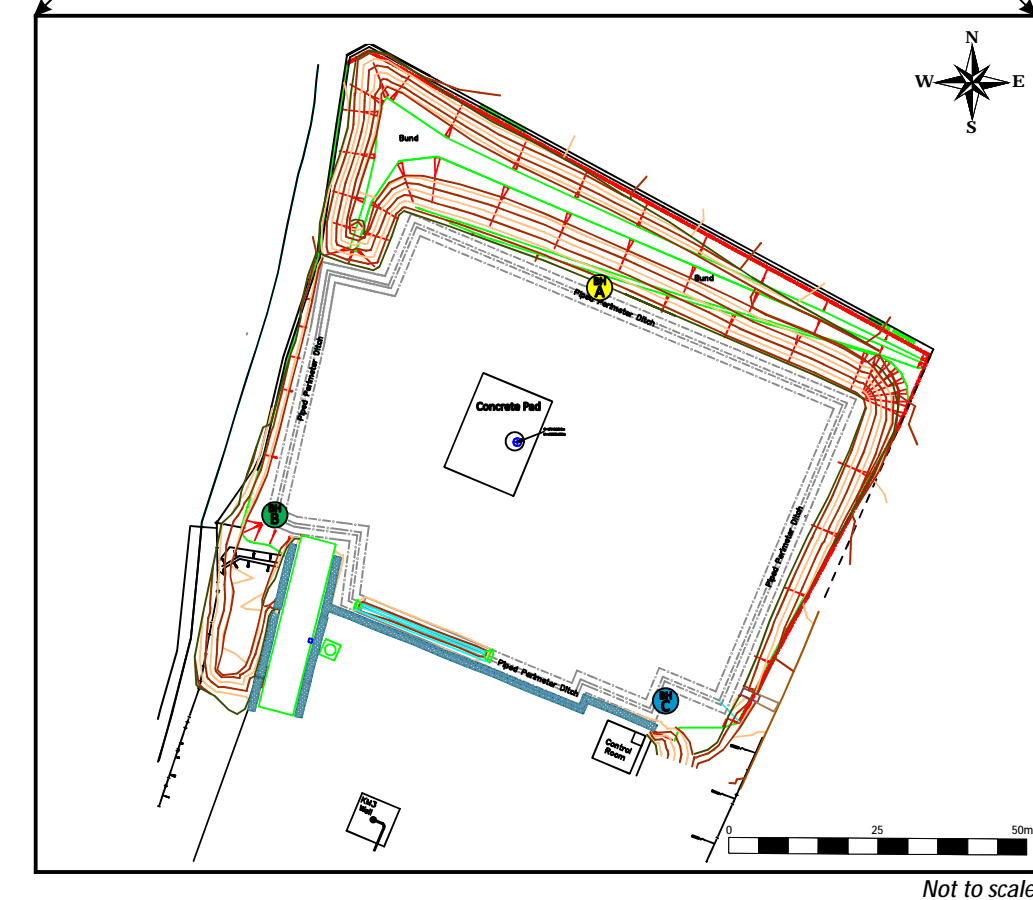 N
W E
S
Bund
Bund
BH
A
Piped Perimeter Ditch
Piped Perimeter Ditch
Concrete Pad
BH
B
Piped Perimeter Ditch
Piped Perimeter Ditch
BH
C
Control
Room
KM3
Well
0 25 50m
Not to scale